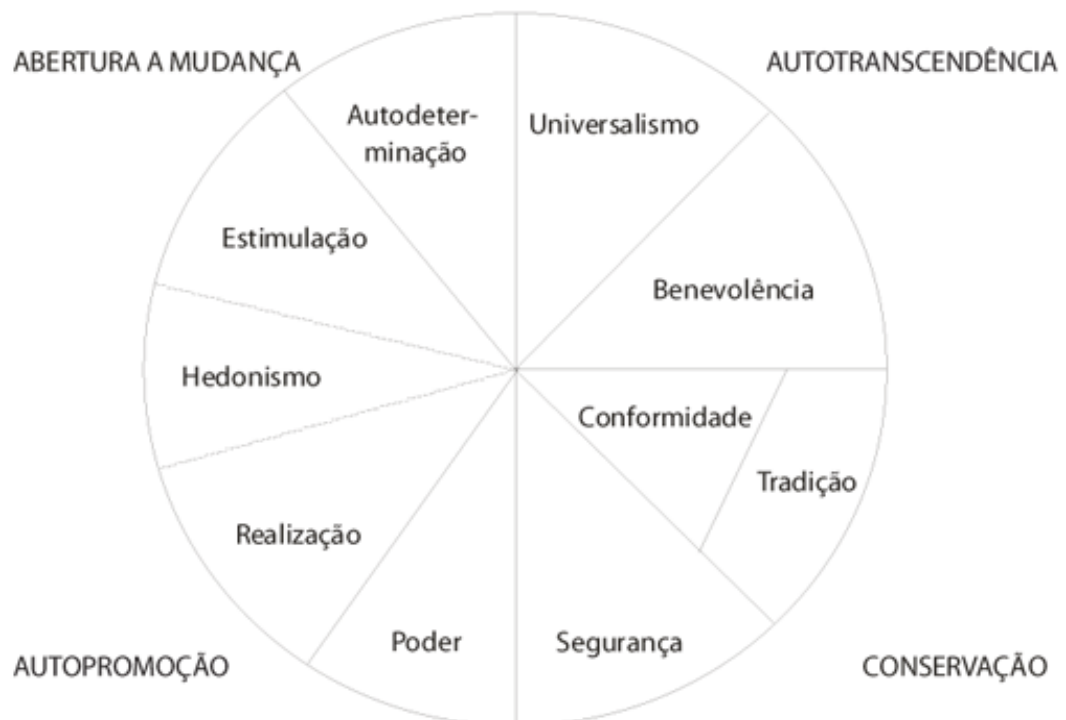 ABERTURA A MUDANÇA
AUTOTRANSCENDÊNCIA
Autodeter-
minação
Universalismo
Estimulação
Benevolência
Hedonismo
Conformidade
Tradição
Realização
Poder
Segurança
AUTOPROMOÇÃO
CONSERVAÇÃO